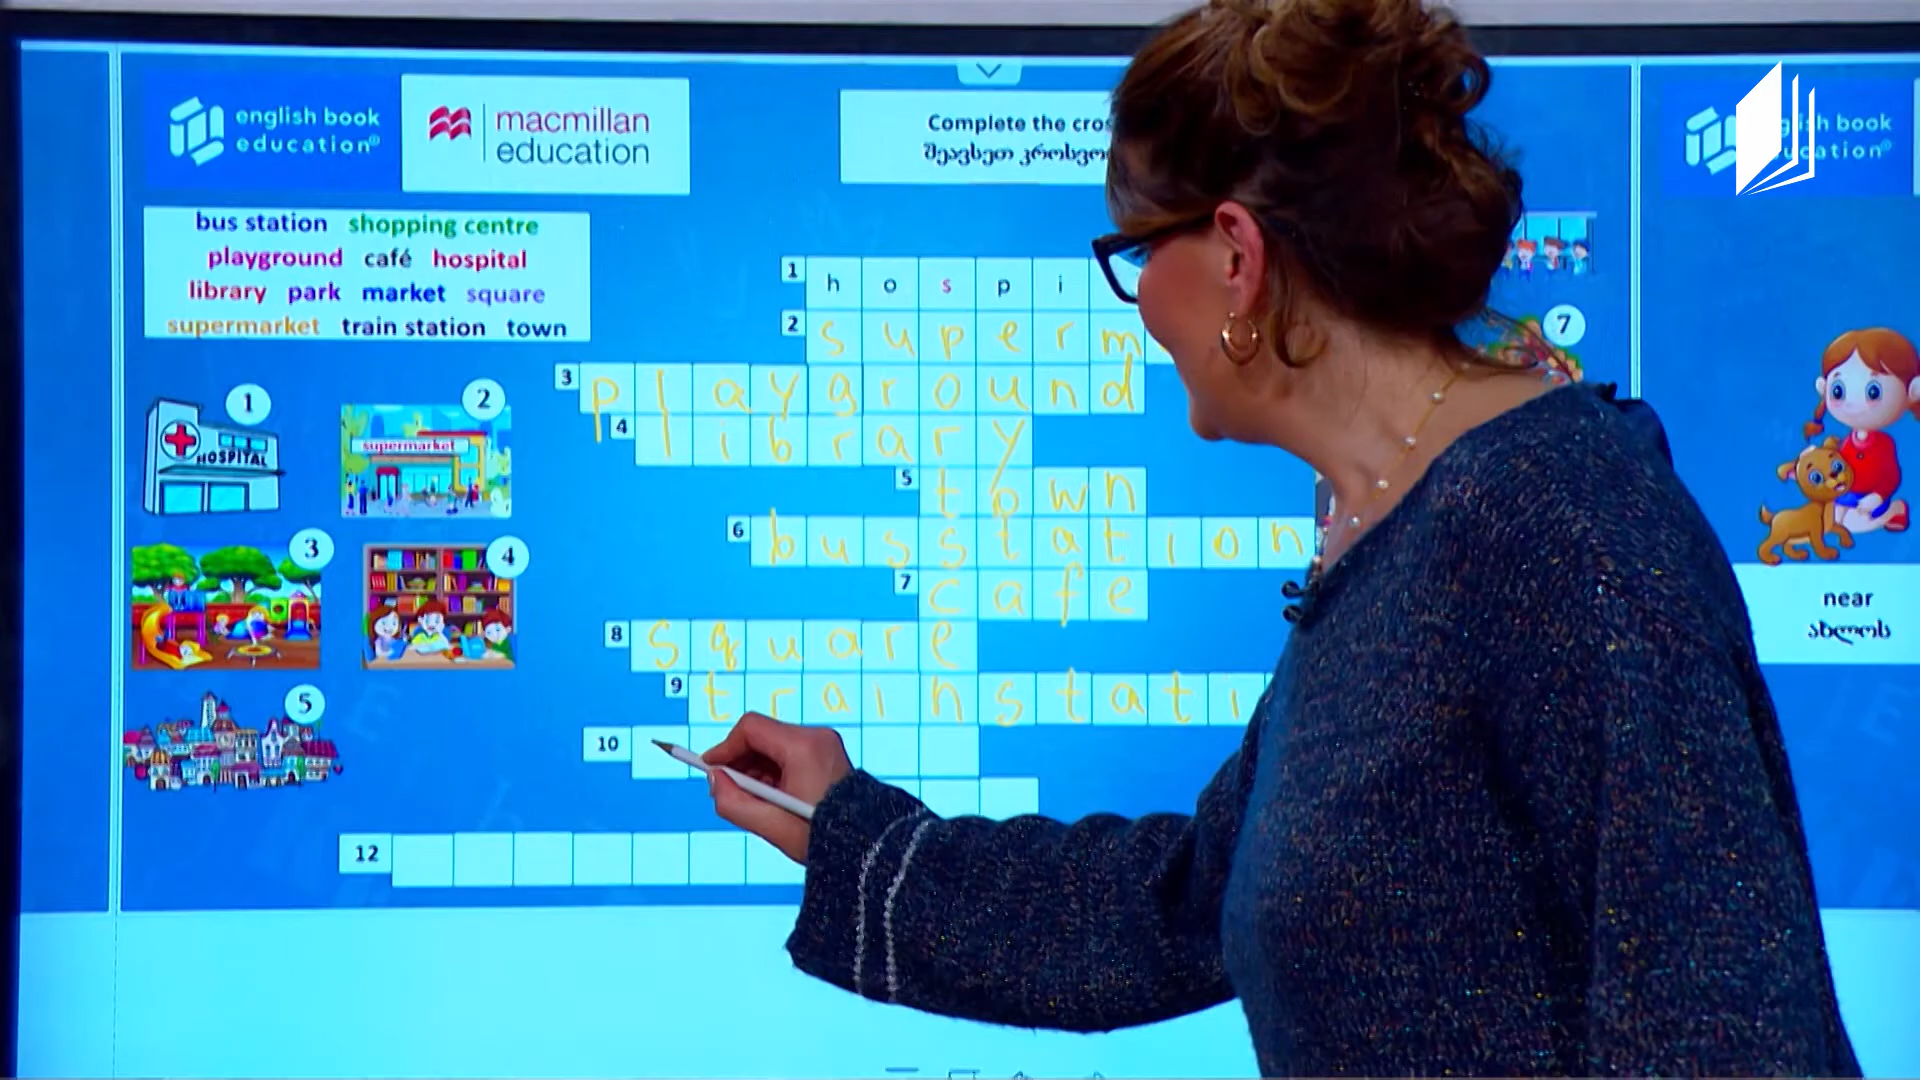 english book
education®
macmillan
education
Complete the cros
შეავსეთ კროსვო
bus station shopping centre
playground café hospital
library park market square
supermarket train station town
1 h o s p i
2 s u p e r m
3 p l a y g r o u n d
4 l i b r a r y
5 t o w n
6 b u s s t a t i o n
7 c a f e
8 s q u a r e
9 t r a i n s t a t i
10
12
1
HOSPITAL
2
supermarket
3
4
5
7
near
ახლოს